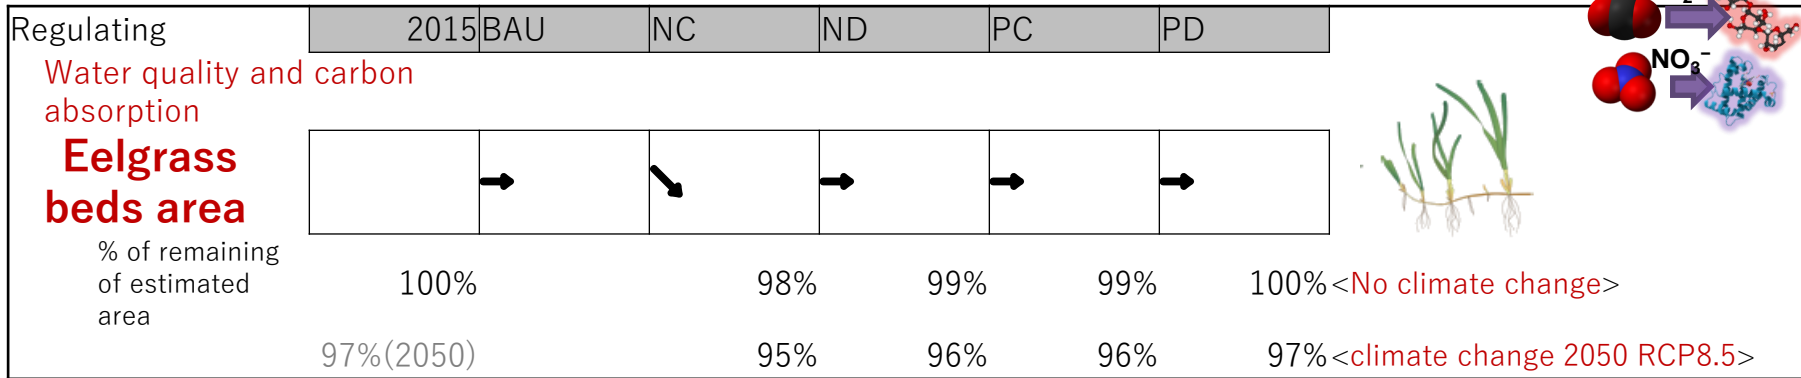 Regulating 2015 BAU NC ND PC PD
Water quality and carbon
absorption
Eelgrass
beds area
% of remaining
of estimated
area
100% 98% 99% 99% 100% <No climate change>
97%(2050) 95% 96% 96% 97% <climate change 2050 RCP8.5>
2
NO₃⁻